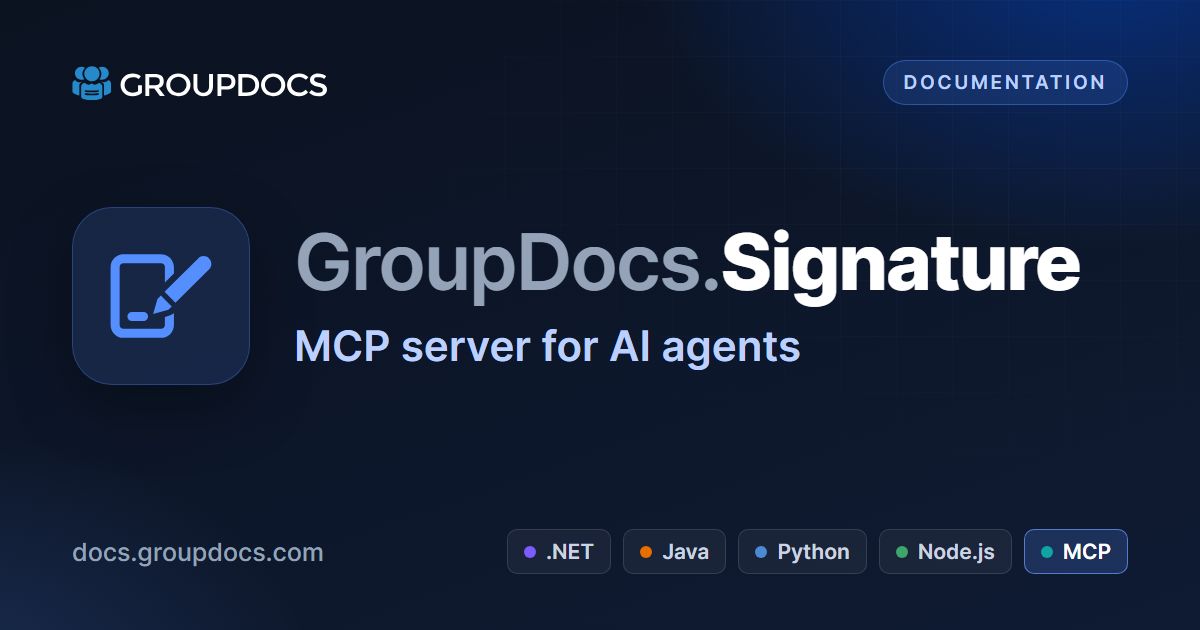 GROUPDOCS
DOCUMENTATION
GroupDocs.Signature
MCP server for AI agents
docs.groupdocs.com
.NET
Java
Python
Node.js
MCP